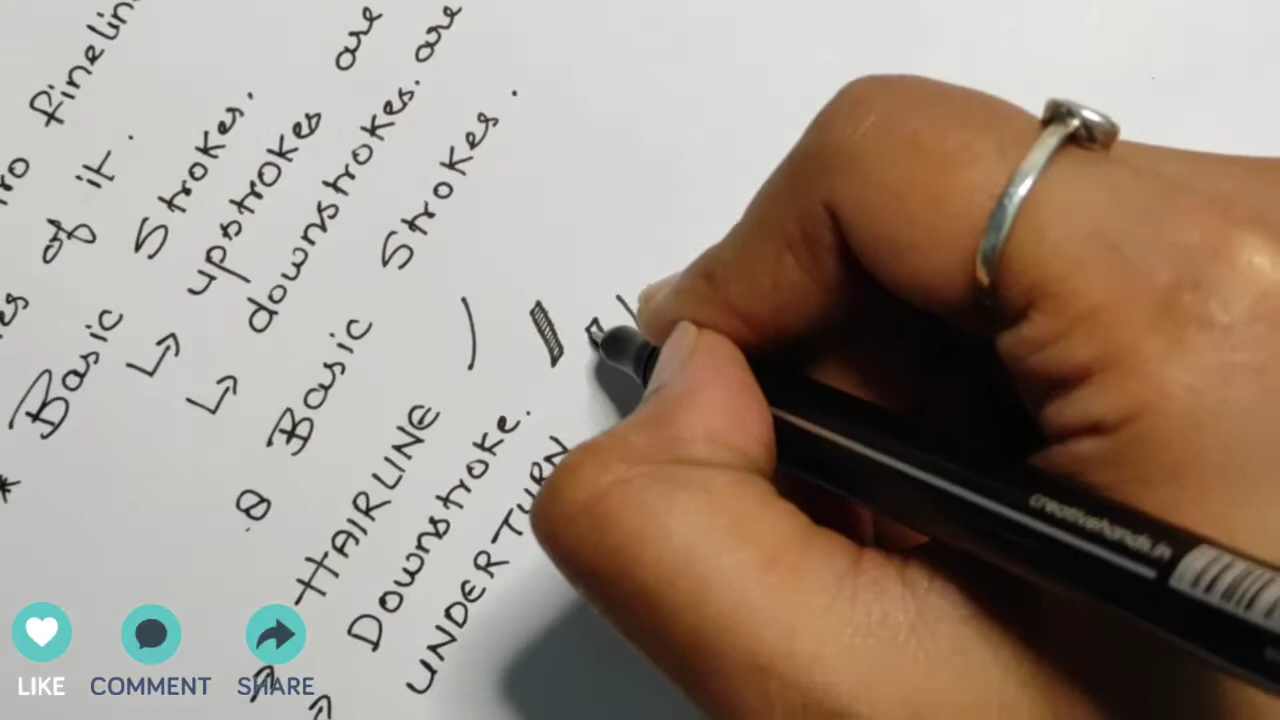 fineline
of it.
* Basic Strokes.
↳ upstrokes are
↳ downstrokes are
8 Basic Strokes.
→ HAIRLINE
→ Downstroke.
UNDERTURN
creativehands.in
LIKE COMMENT SHARE